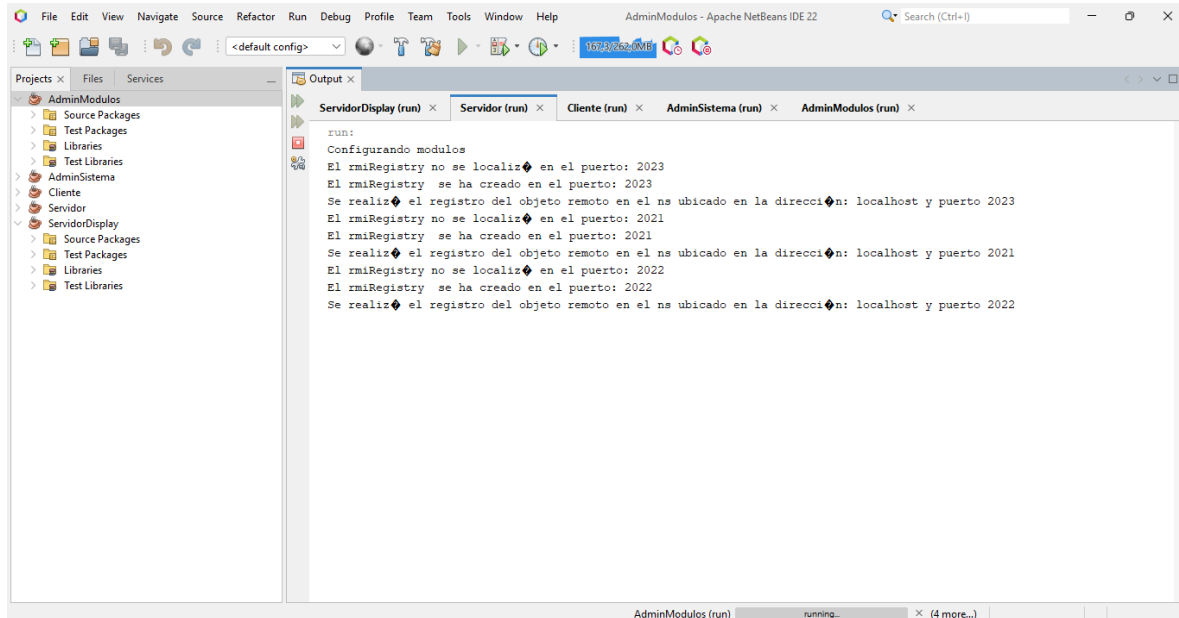 File Edit View Navigate Source Refactor Run Debug Profile Team Tools Window Help AdminModulos - Apache NetBeans IDE 22 Search (Ctrl+I)
<default config> 167,3/262,0MB
Projects Files Services
AdminModulos
Source Packages
Test Packages
Libraries
Test Libraries
AdminSistema
Cliente
Servidor
ServidorDisplay
Source Packages
Test Packages
Libraries
Test Libraries
Output
ServidorDisplay (run) Servidor (run) Cliente (run) AdminSistema (run) AdminModulos (run)
run:
Configurando modulos
El rmiRegistry no se localiz� en el puerto: 2023
El rmiRegistry  se ha creado en el puerto: 2023
Se realiz� el registro del objeto remoto en el ns ubicado en la direcci�n: localhost y puerto 2023
El rmiRegistry no se localiz� en el puerto: 2021
El rmiRegistry  se ha creado en el puerto: 2021
Se realiz� el registro del objeto remoto en el ns ubicado en la direcci�n: localhost y puerto 2021
El rmiRegistry no se localiz� en el puerto: 2022
El rmiRegistry  se ha creado en el puerto: 2022
Se realiz� el registro del objeto remoto en el ns ubicado en la direcci�n: localhost y puerto 2022
AdminModulos (run) running... (4 more...)